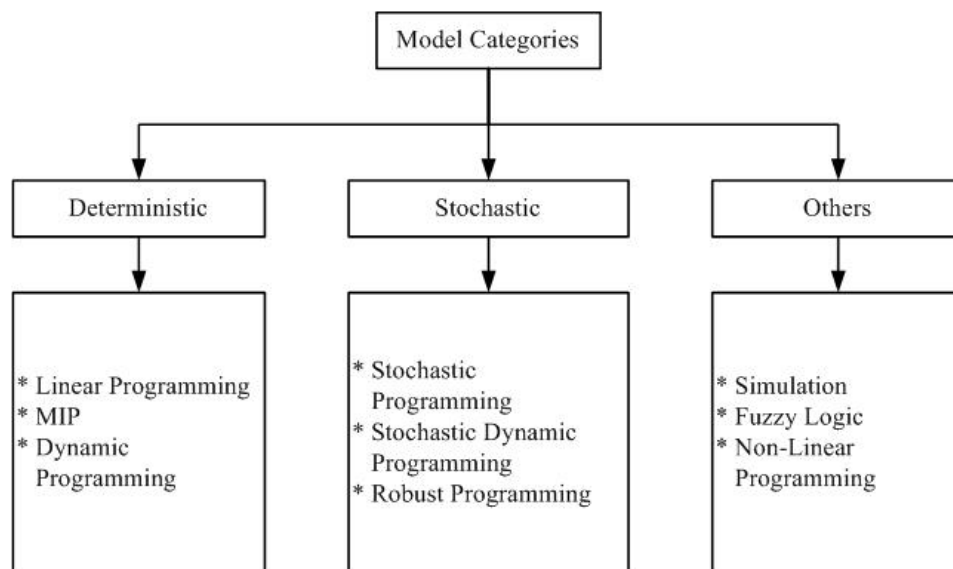 Model Categories
Deterministic
Stochastic
Others
* Linear Programming
* MIP
* Dynamic
Programming
* Stochastic
Programming
* Stochastic Dynamic
Programming
* Robust Programming
* Simulation
* Fuzzy Logic
* Non-Linear
Programming